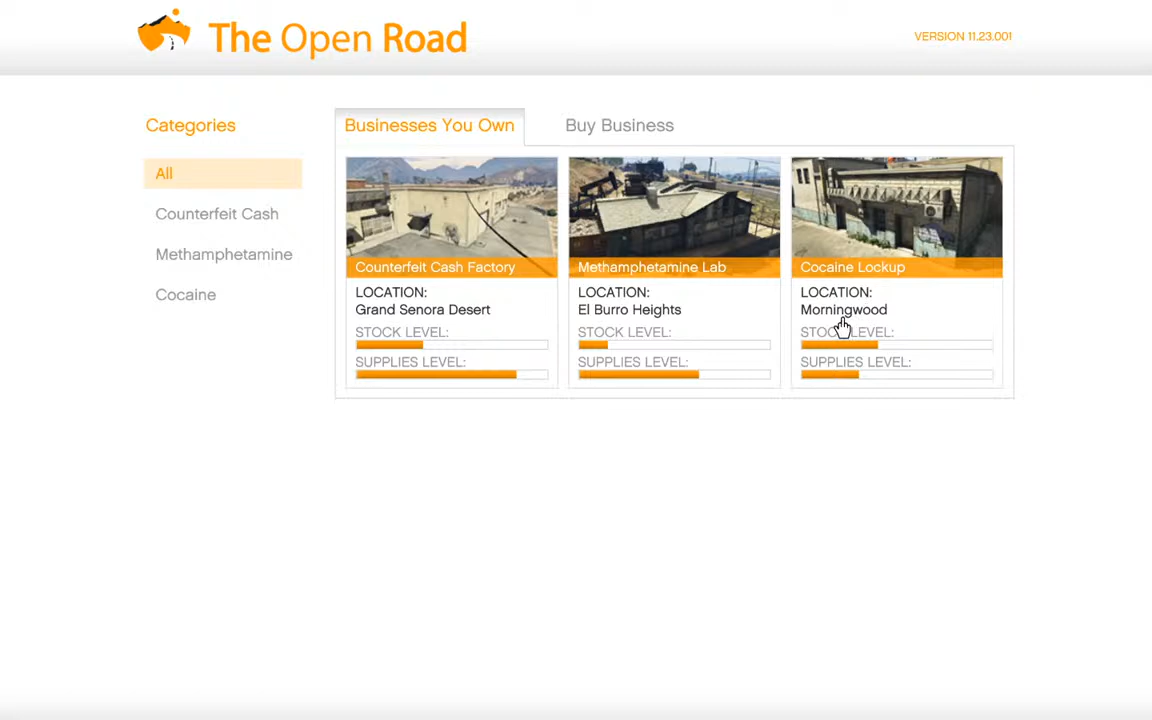 The Open Road
VERSION 11.23.001
Categories
All
Counterfeit Cash
Methamphetamine
Cocaine
Businesses You Own
Buy Business
Counterfeit Cash Factory
LOCATION:
Grand Senora Desert
STOCK LEVEL:
SUPPLIES LEVEL:
Methamphetamine Lab
LOCATION:
El Burro Heights
STOCK LEVEL:
SUPPLIES LEVEL:
Cocaine Lockup
LOCATION:
Morningwood
STOCK LEVEL:
SUPPLIES LEVEL: